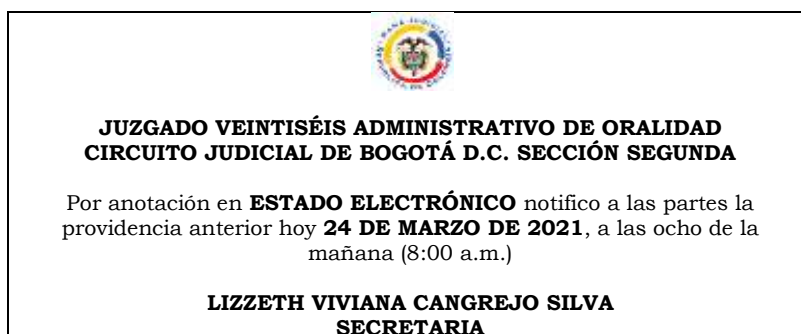 JUZGADO VEINTISÉIS ADMINISTRATIVO DE ORALIDAD
CIRCUITO JUDICIAL DE BOGOTÁ D.C. SECCIÓN SEGUNDA
Por anotación en ESTADO ELECTRÓNICO notifico a las partes la
providencia anterior hoy 24 DE MARZO DE 2021, a las ocho de la
mañana (8:00 a.m.)
LIZZETH VIVIANA CANGREJO SILVA
SECRETARIA